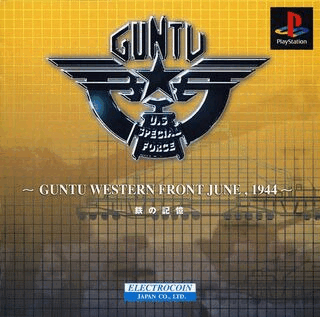 GUNTU
PlayStation
U.S
SPECIAL
FORCE
～ GUNTU WESTERN FRONT JUNE , 1944 ～
鉄の記憶
ELECTROCOIN
JAPAN CO., LTD.